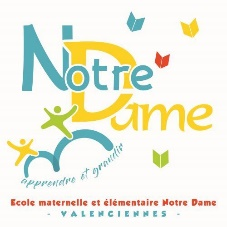 Notre
Dame
apprendre et grandir
Ecole maternelle et élémentaire Notre Dame
- VALENCIENNES -